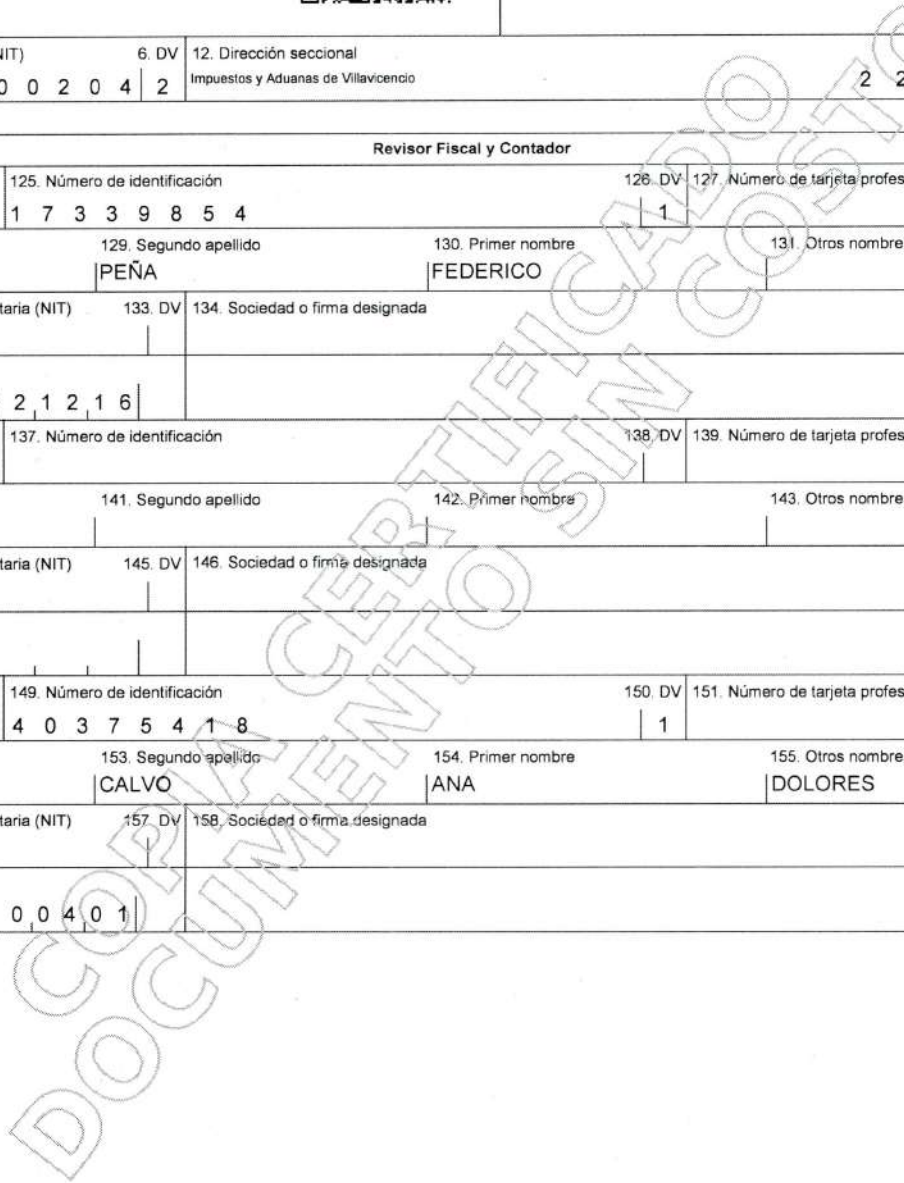 NIT) 6. DV 12. Dirección seccional
0 0 2 0 4 2 Impuestos y Aduanas de Villavicencio 2 2
Revisor Fiscal y Contador
125. Número de identificación 126. DV 127. Número de tarjeta profes
1 7 3 3 9 8 5 4 1
129. Segundo apellido 130. Primer nombre 131. Otros nombre
PEÑA FEDERICO
taria (NIT) 133. DV 134. Sociedad o firma designada
2 1 2 1 6
137. Número de identificación 138. DV 139. Número de tarjeta profes
141. Segundo apellido 142. Primer nombre 143. Otros nombre
taria (NIT) 145. DV 146. Sociedad o firma designada
149. Número de identificación 150. DV 151. Número de tarjeta profes
4 0 3 7 5 4 1 8 1
153. Segundo apellido 154. Primer nombre 155. Otros nombre
CALVO ANA DOLORES
taria (NIT) 157. DV 158. Sociedad o firma designada
0 0 4 0 1
COPIA CERTIFICADO
DOCUMENTO SIN COSTO